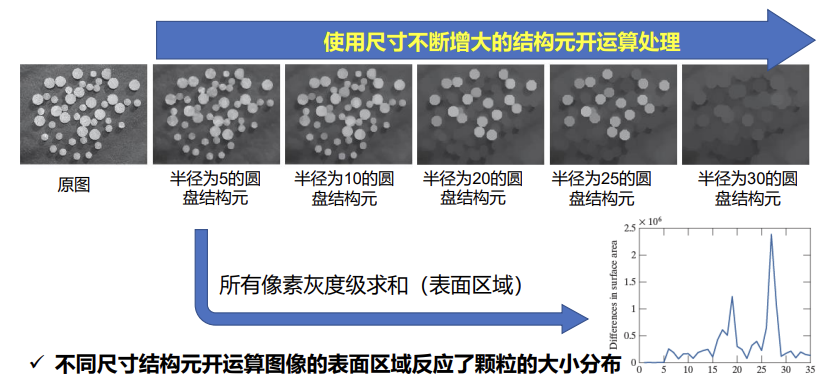 使用尺寸不断增大的结构元开运算处理
原图
半径为5的圆
盘结构元
半径为10的圆
盘结构元
半径为20的圆
盘结构元
半径为25的圆
盘结构元
半径为30的圆
盘结构元
所有像素灰度级求和（表面区域）
× 10⁶
2.5
2
1.5
1
0.5
0
Differences in surface area
0 5 10 15 20 25 30 35
✓ 不同尺寸结构元开运算图像的表面区域反应了颗粒的大小分布